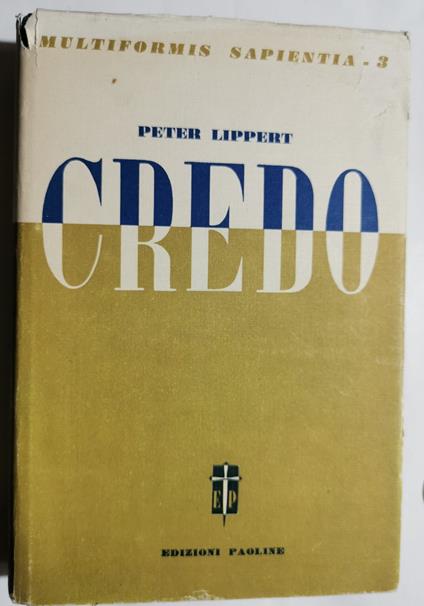 MULTIFORMIS SAPIENTIA - 3
PETER LIPPERT
CREDO
E P
EDIZIONI PAOLINE